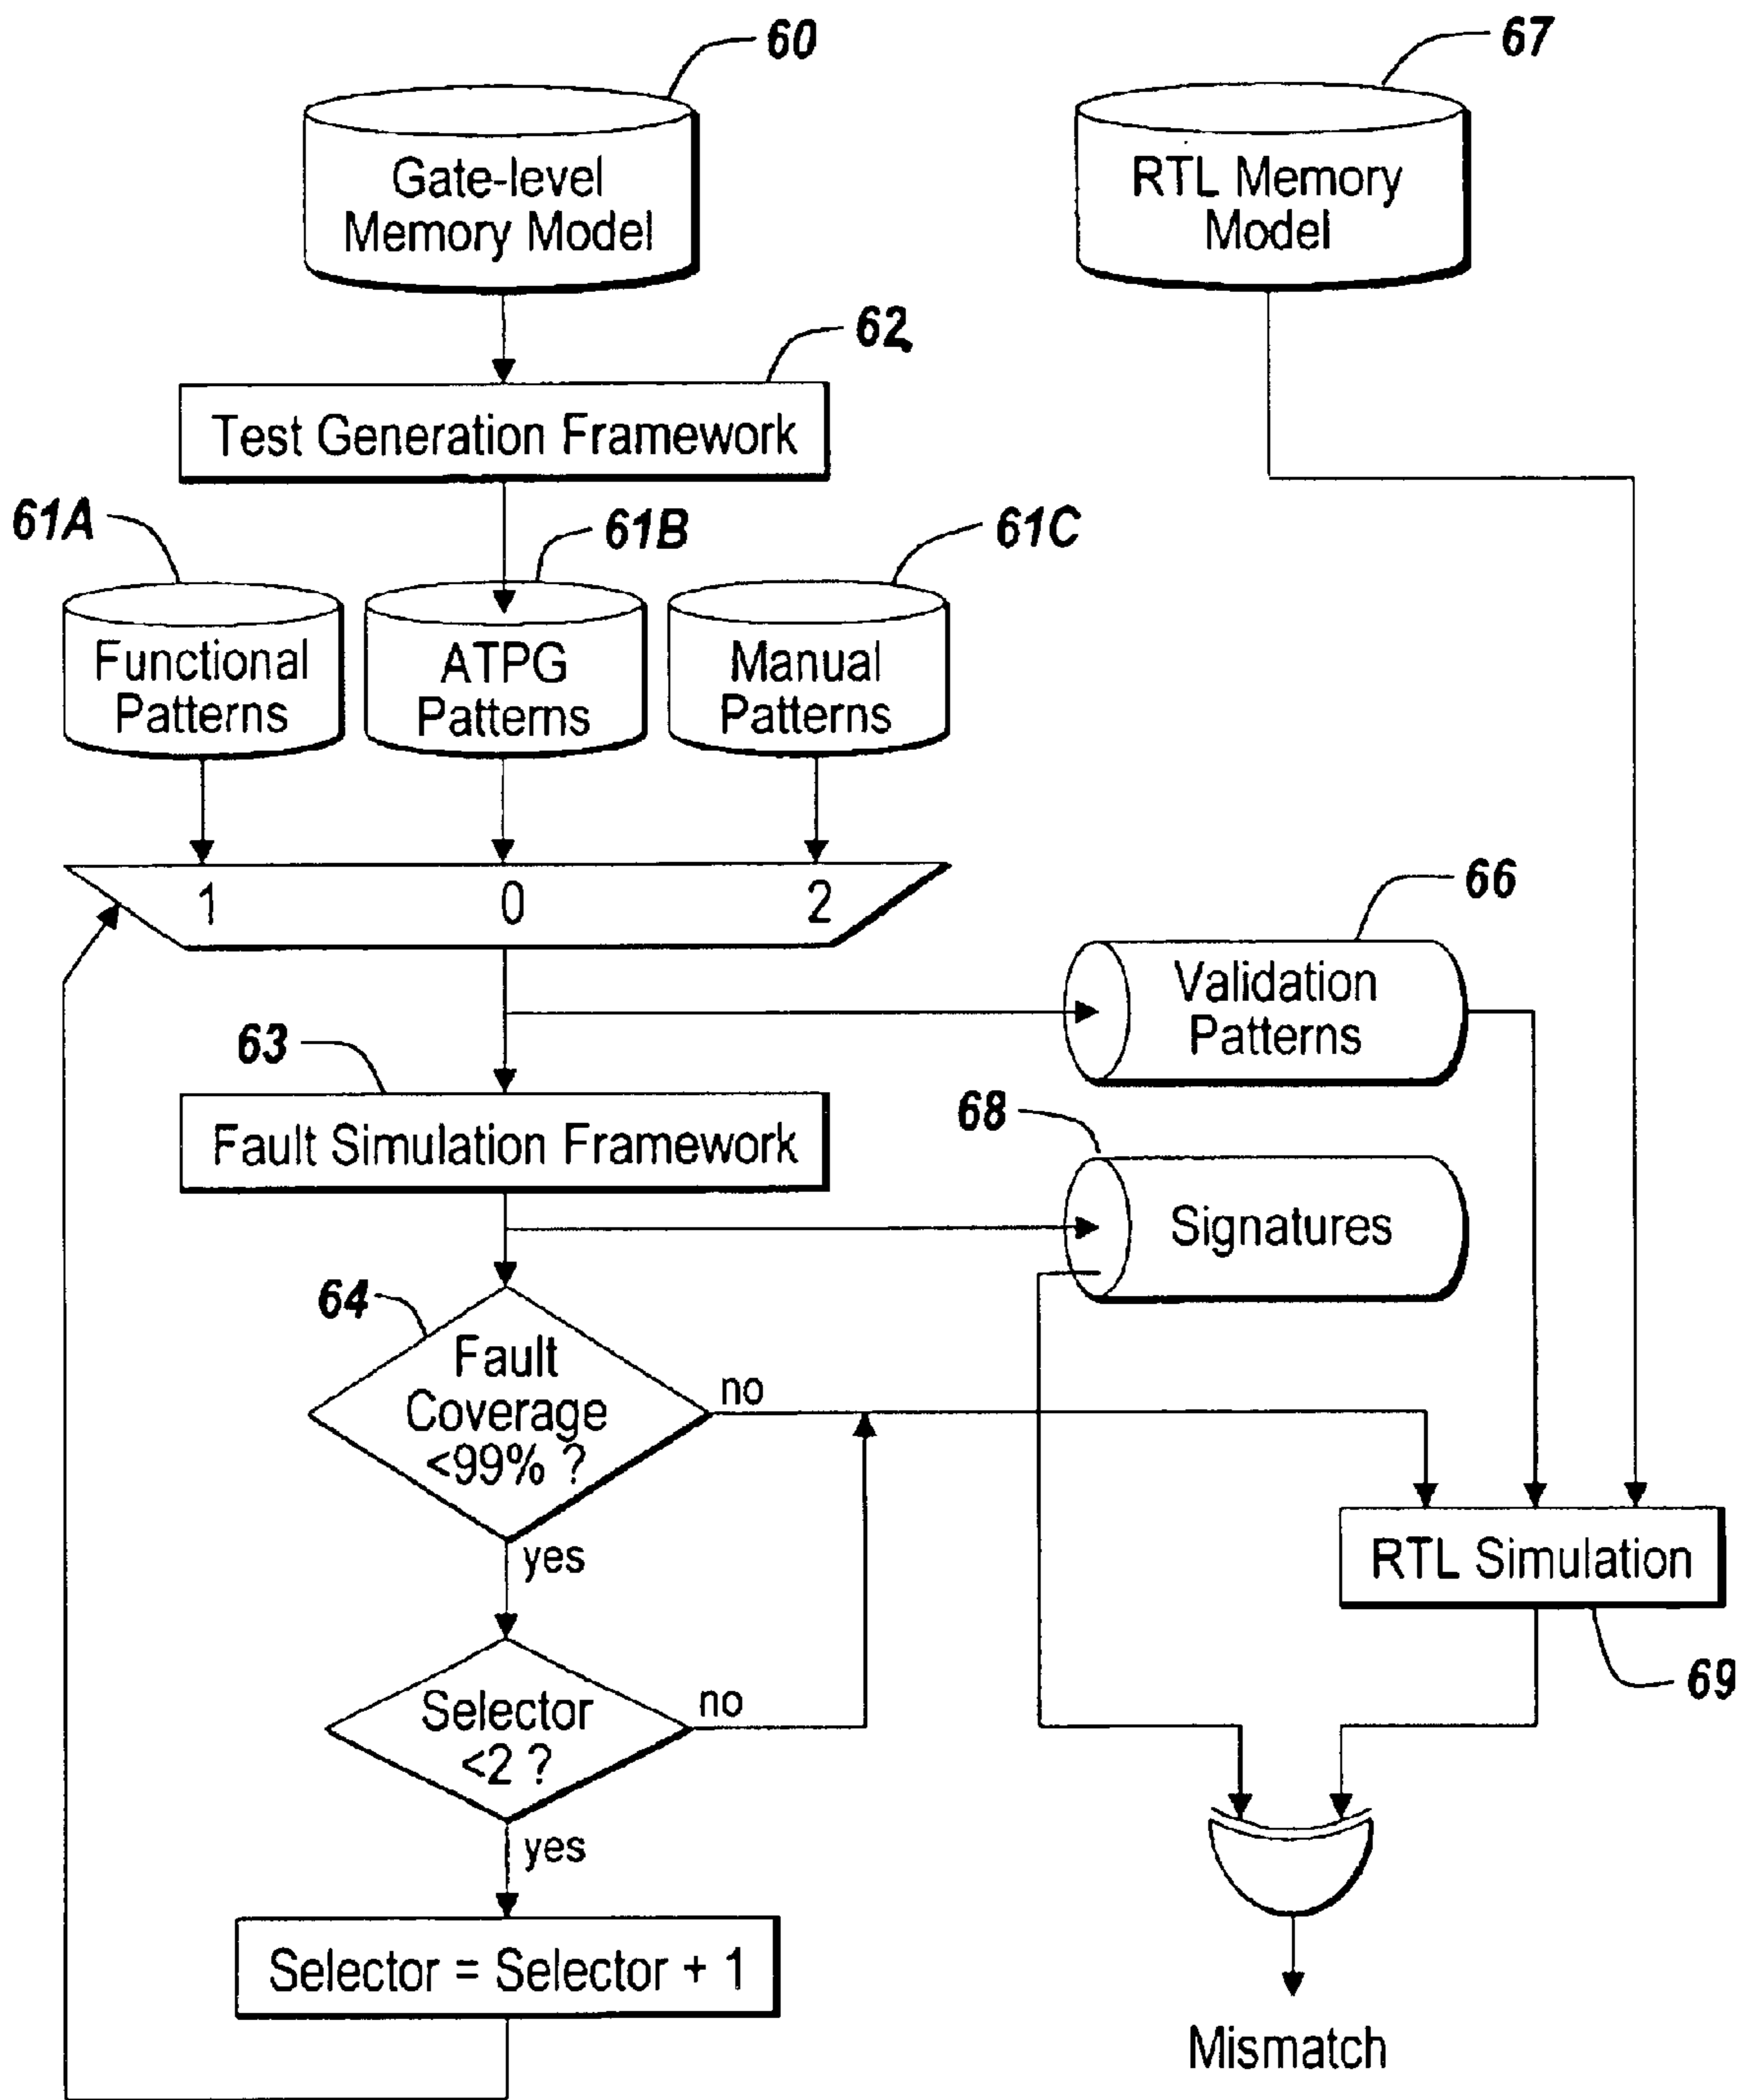 60
67
Gate-level
Memory Model
RTL Memory
Model
62
Test Generation Framework
61A
61B
61C
Functional
Patterns
ATPG
Patterns
Manual
Patterns
1
0
2
66
Validation
Patterns
63
Fault Simulation Framework
68
Signatures
64
Fault
Coverage
<99% ?
no
yes
RTL Simulation
69
Selector
<2 ?
no
yes
Selector = Selector + 1
Mismatch